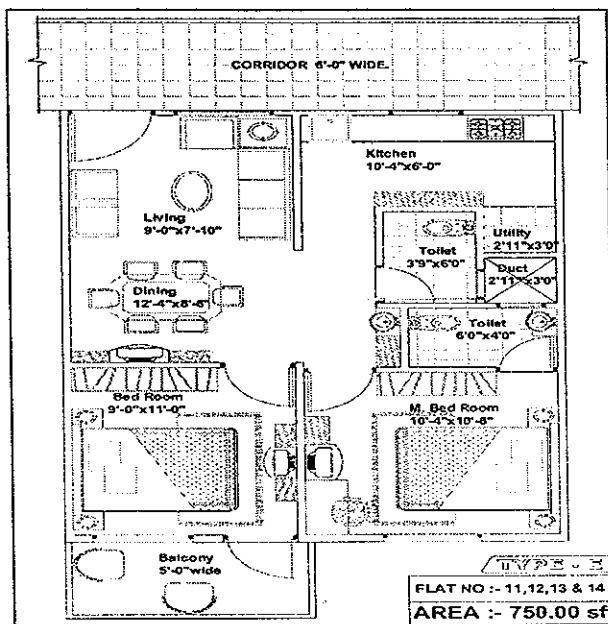 CORRIDOR 6'-0" WIDE.
Kitchen
10'-4"x6'-0"
Living
9'-0"x7'-10"
Utility
2'11"x3'0"
Toilet
3'9"x6'0"
Duct
2'11"x3'0"
Dining
12'-4"x8'-6"
Toilet
6'0"x4'0"
Bed Room
9'-0"x11'-0"
M. Bed Room
10'-4"x10'-6"
Balcony
5'-0"wide
TYPE - E
FLAT NO :- 11,12,13 & 14
AREA :- 750.00 sf